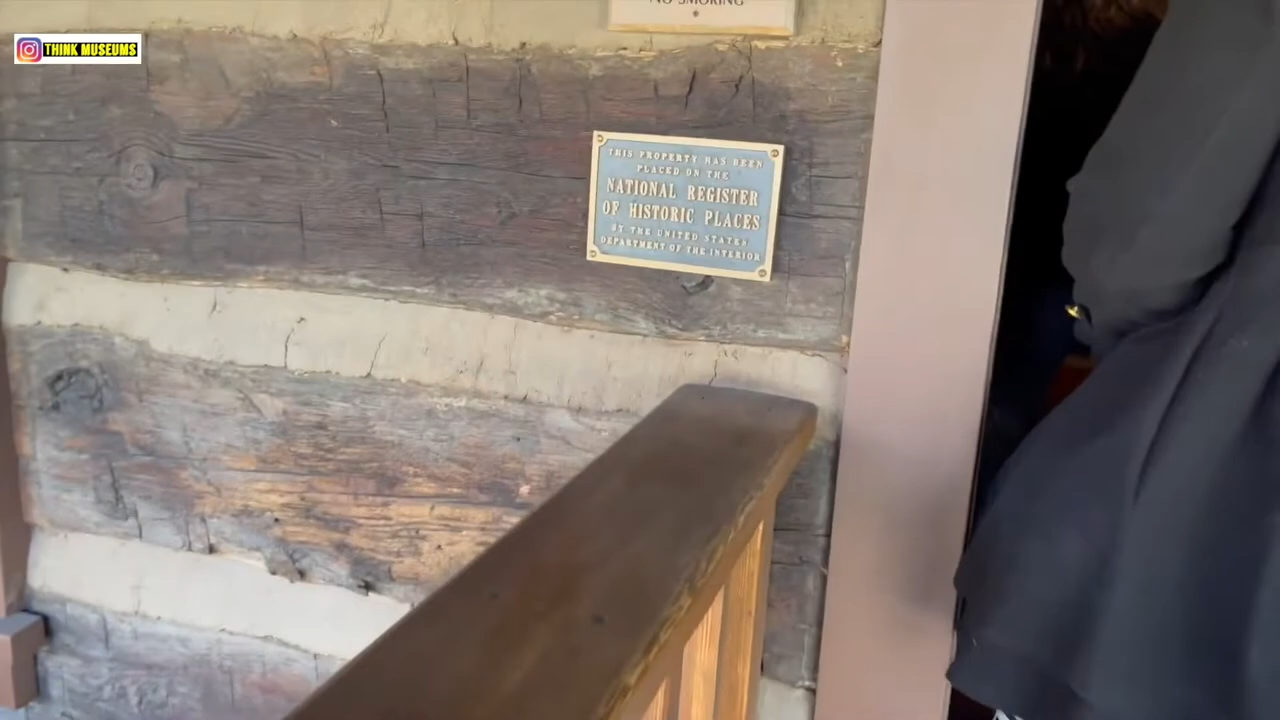 NO SMOKING
THINK MUSEUMS
THIS PROPERTY HAS BEEN
PLACED ON THE
NATIONAL REGISTER
OF HISTORIC PLACES
BY THE UNITED STATES
DEPARTMENT OF THE INTERIOR